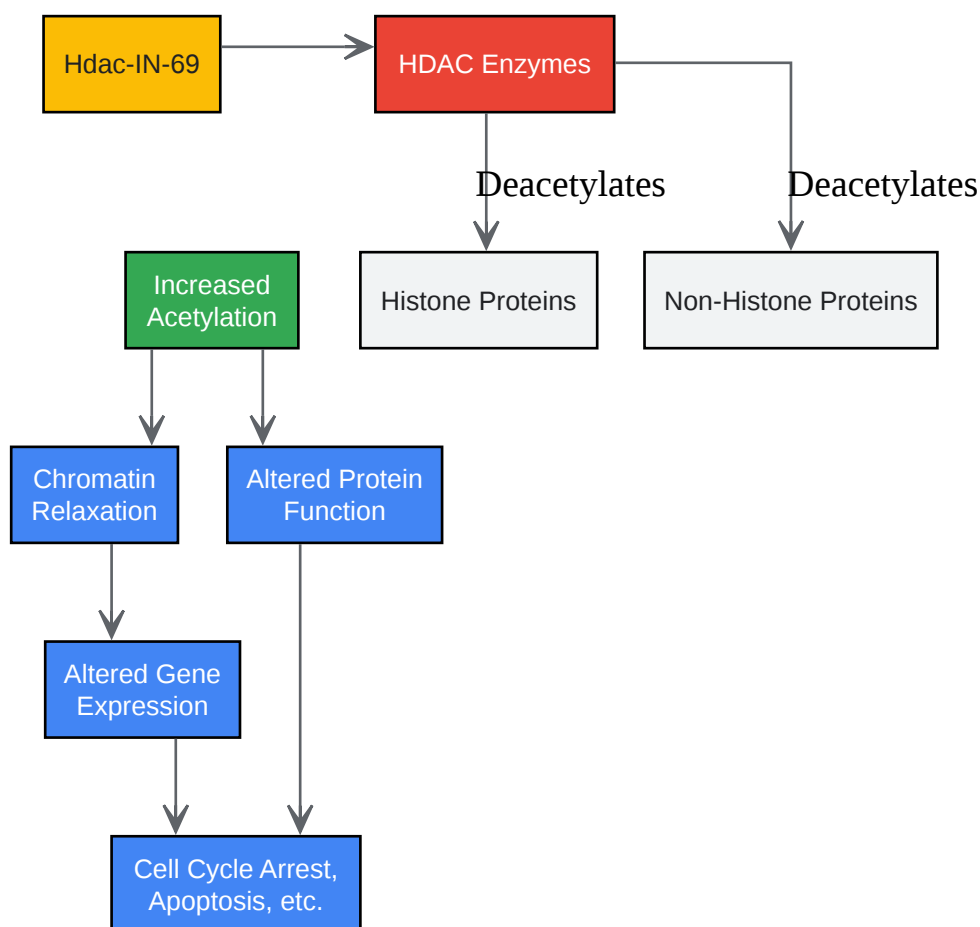 Hdac-IN-69
HDAC Enzymes
Deacetylates
Deacetylates
Increased
Acetylation
Histone Proteins
Non-Histone Proteins
Chromatin
Relaxation
Altered Protein
Function
Altered Gene
Expression
Cell Cycle Arrest,
Apoptosis, etc.